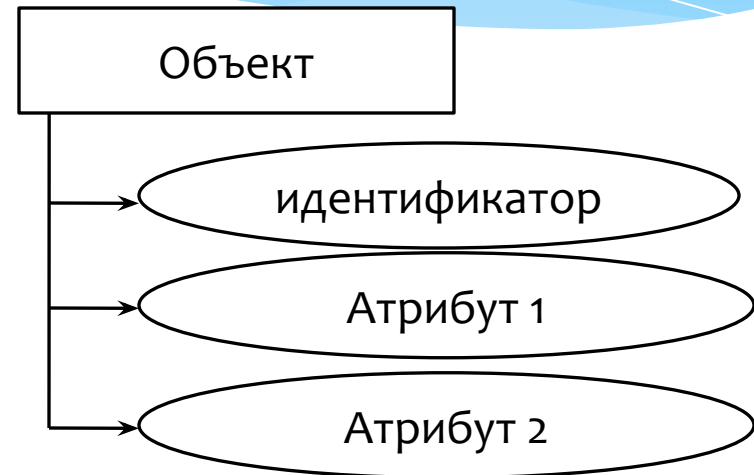 Объект
идентификатор
Атрибут 1
Атрибут 2